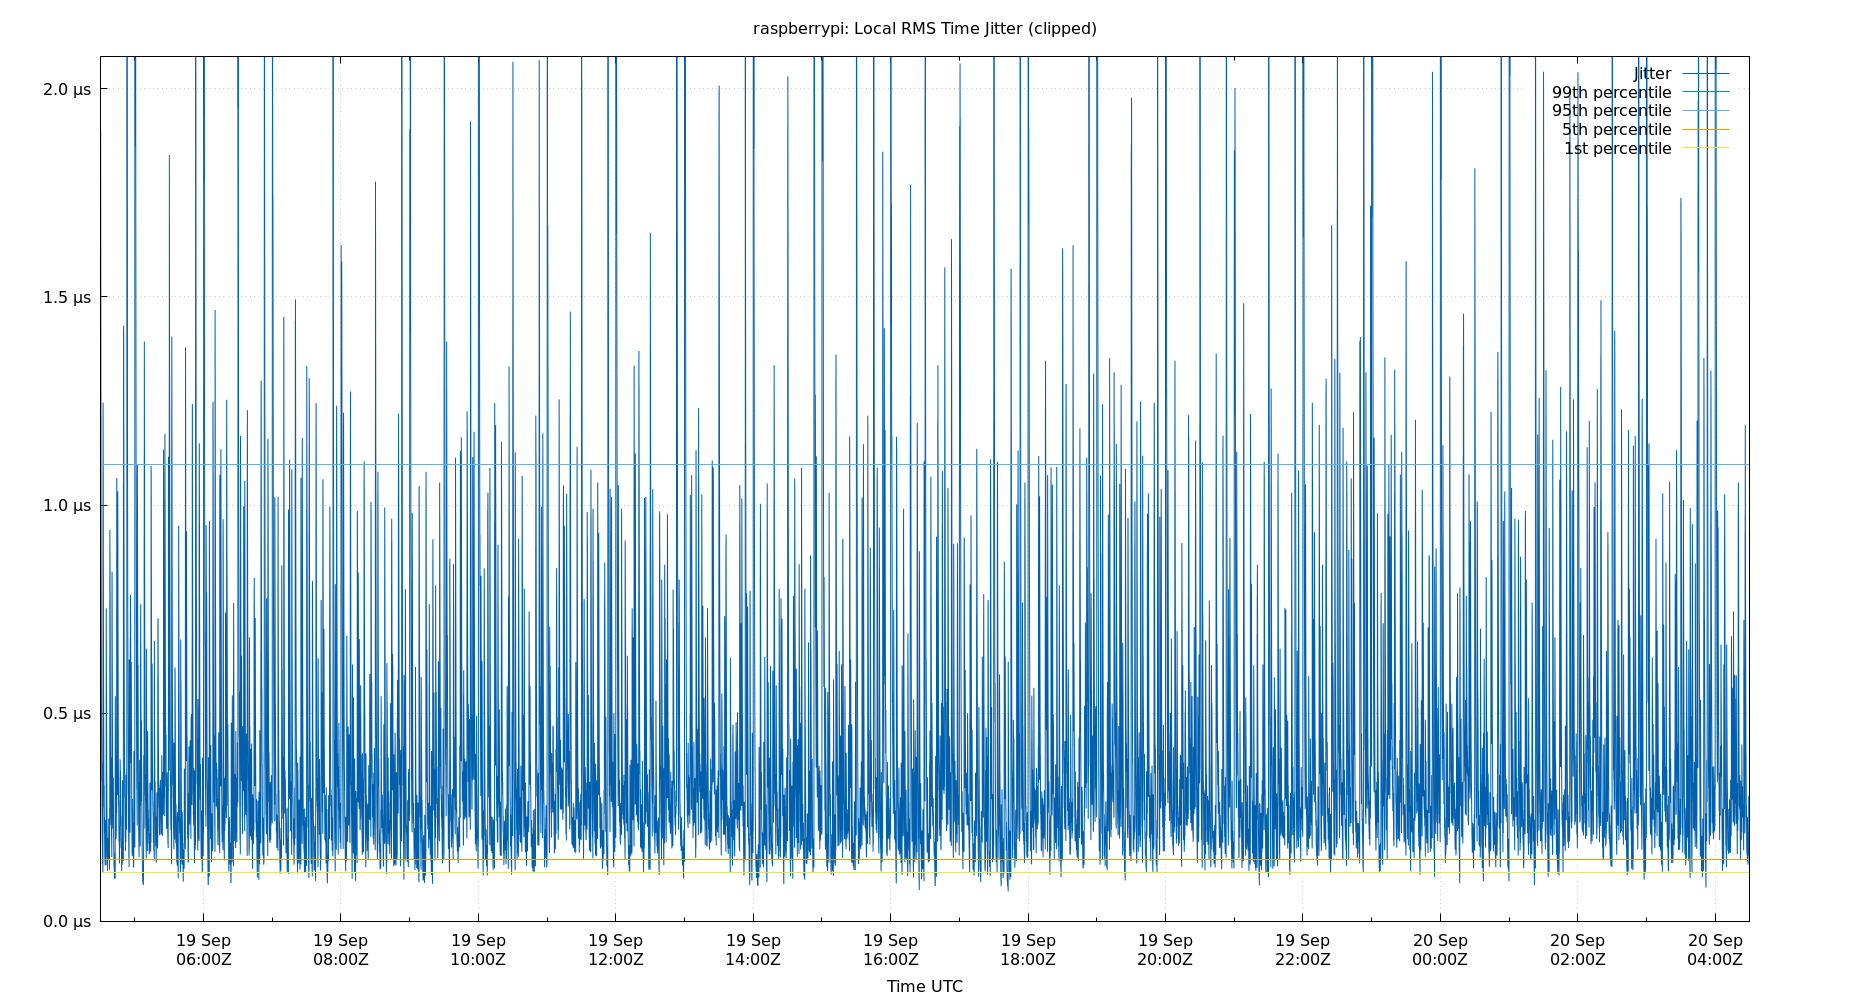 raspberrypi: Local RMS Time Jitter (clipped)
2.0 µs
1.5 µs
1.0 µs
0.5 µs
0.0 µs
Jitter
99th percentile
95th percentile
5th percentile
1st percentile
19 Sep 19 Sep 19 Sep 19 Sep 19 Sep 19 Sep 19 Sep 19 Sep 19 Sep 20 Sep 20 Sep 20 Sep
06:00Z 08:00Z 10:00Z 12:00Z 14:00Z 16:00Z 18:00Z 20:00Z 22:00Z 00:00Z 02:00Z 04:00Z
Time UTC